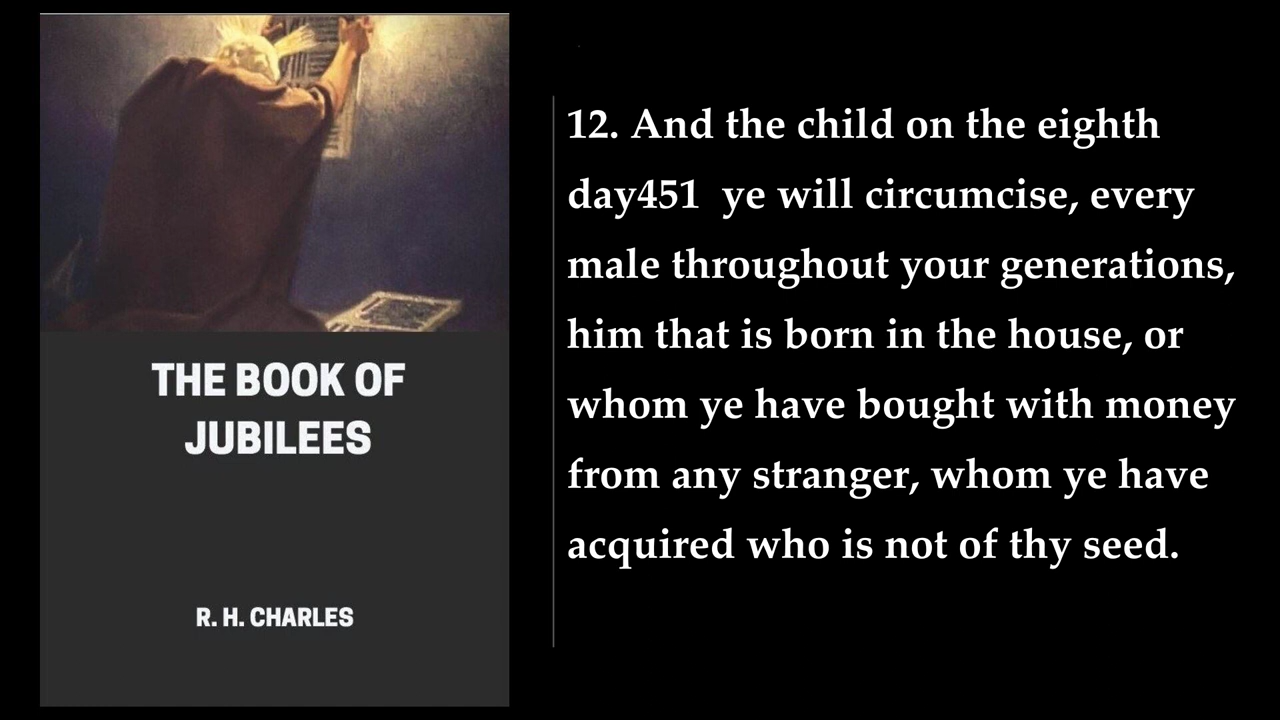 THE BOOK OF
JUBILEES
R. H. CHARLES
12. And the child on the eighth
day451  ye will circumcise, every
male throughout your generations,
him that is born in the house, or
whom ye have bought with money
from any stranger, whom ye have
acquired who is not of thy seed.